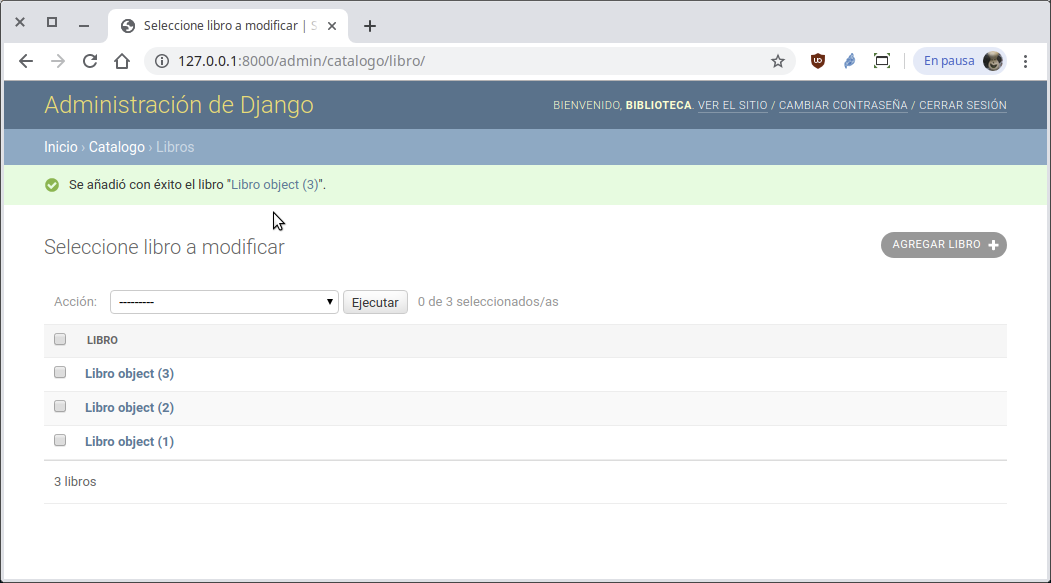 Seleccione libro a modificar | S
127.0.0.1:8000/admin/catalogo/libro/
En pausa
Administración de Django
BIENVENIDO, BIBLIOTECA. VER EL SITIO / CAMBIAR CONTRASEÑA / CERRAR SESIÓN
Inicio › Catalogo › Libros
Se añadió con éxito el libro "Libro object (3)".
Seleccione libro a modificar
AGREGAR LIBRO
Acción: --------- Ejecutar 0 de 3 seleccionados/as
LIBRO
Libro object (3)
Libro object (2)
Libro object (1)
3 libros